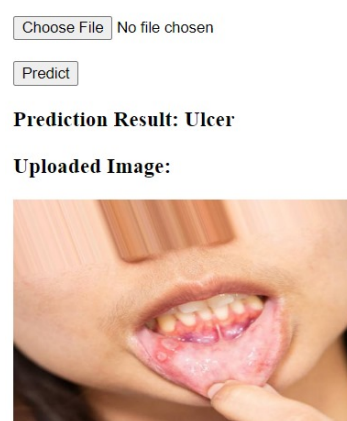 Choose File No file chosen
Predict
Prediction Result: Ulcer
Uploaded Image: